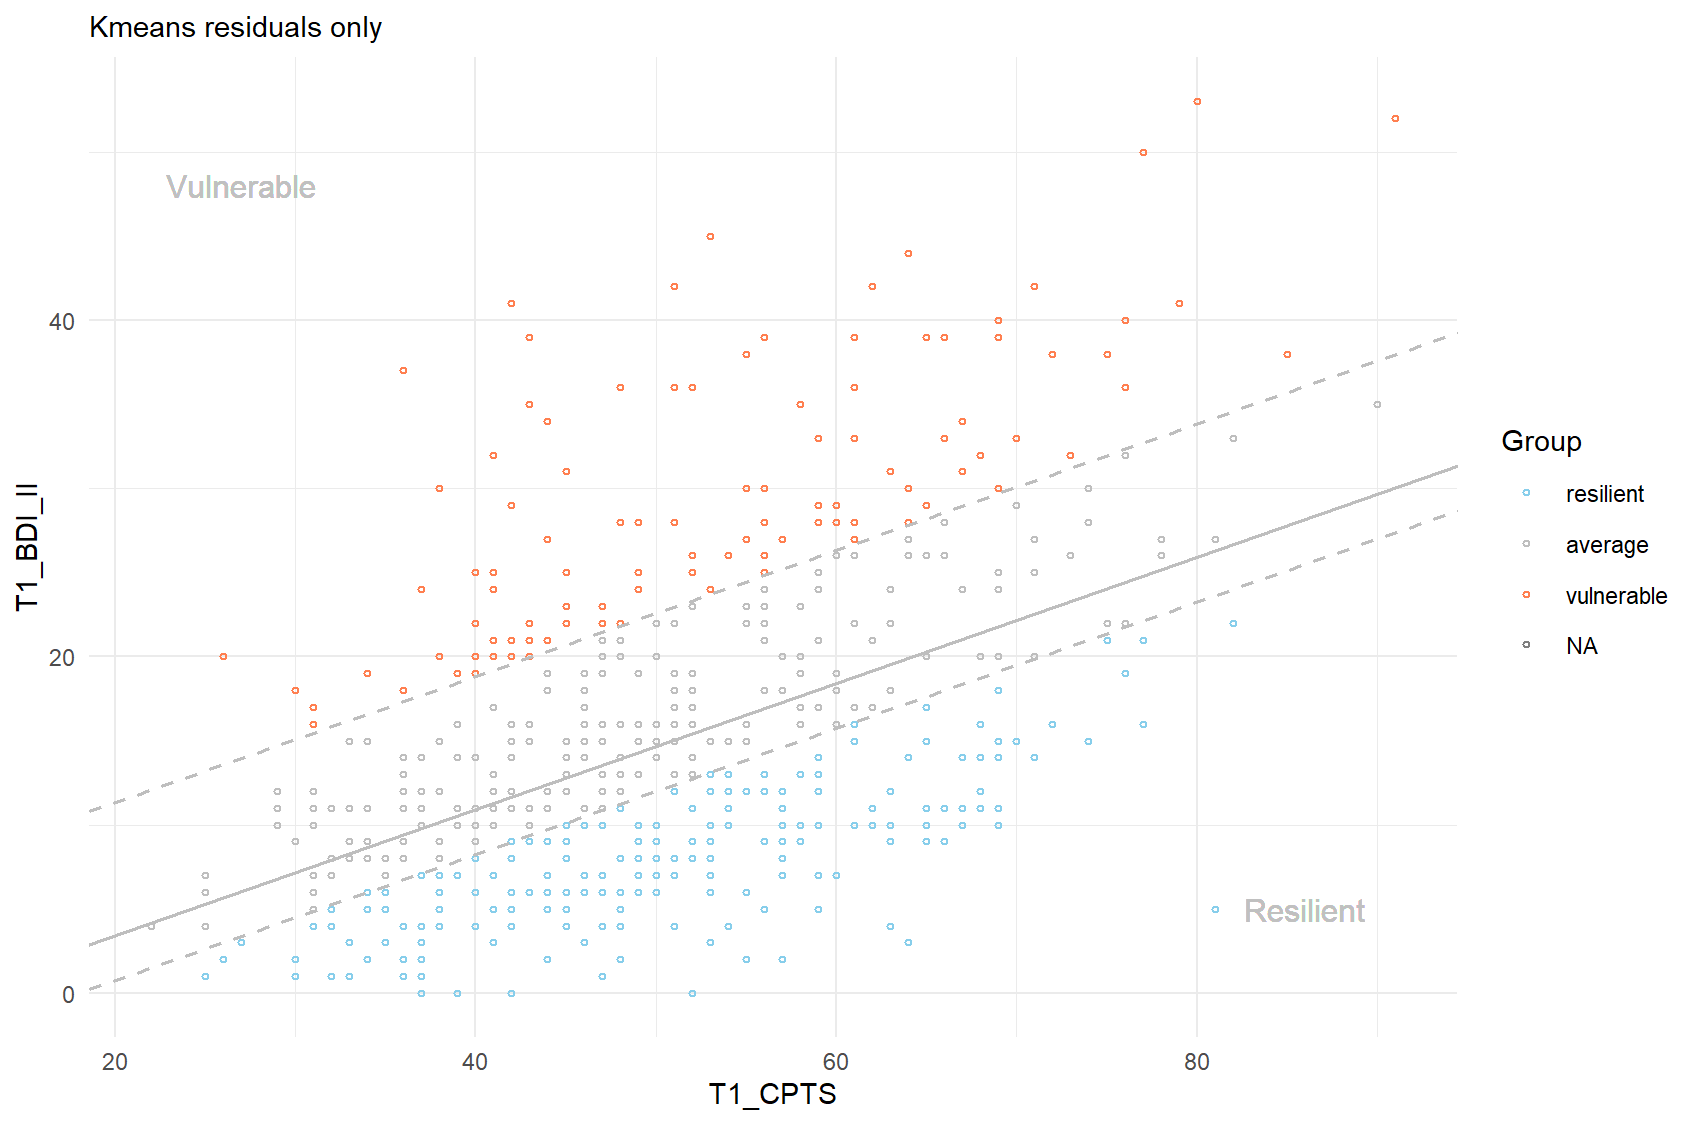 Kmeans residuals only
Vulnerable
Resilient
T1_BDI_II
40
20
0
20
40
60
80
T1_CPTS
Group
resilient
average
vulnerable
NA